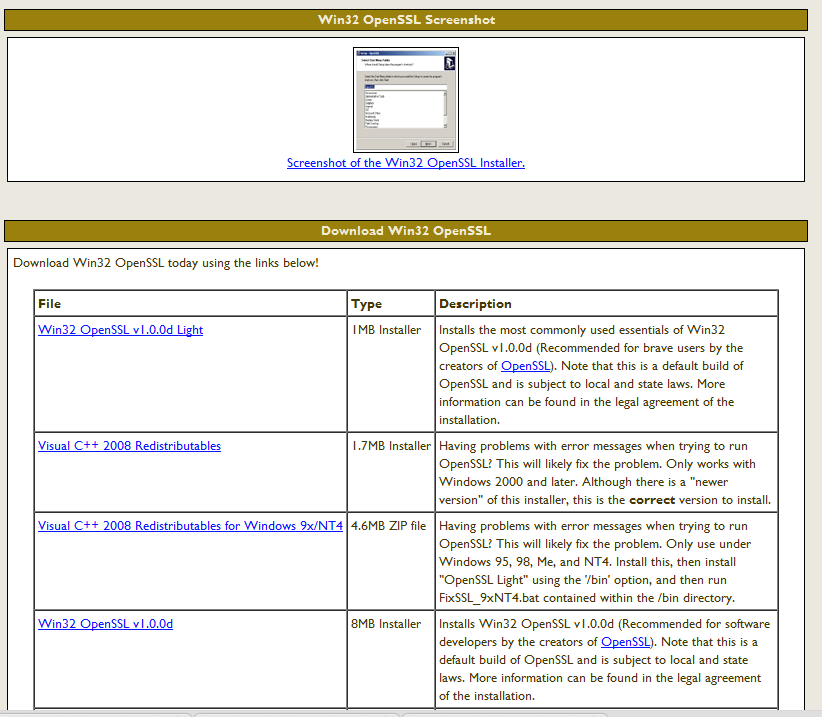 Win32 OpenSSL Screenshot
Screenshot of the Win32 OpenSSL Installer.
Download Win32 OpenSSL
Download Win32 OpenSSL today using the links below!
File Type Description
Win32 OpenSSL v1.0.0d Light 1MB Installer Installs the most commonly used essentials of Win32
OpenSSL v1.0.0d (Recommended for brave users by the
creators of OpenSSL). Note that this is a default build of
OpenSSL and is subject to local and state laws. More
information can be found in the legal agreement of the
installation.
Visual C++ 2008 Redistributables 1.7MB Installer Having problems with error messages when trying to run
OpenSSL? This will likely fix the problem. Only works with
Windows 2000 and later. Although there is a "newer
version" of this installer, this is the correct version to install.
Visual C++ 2008 Redistributables for Windows 9x/NT4 4.6MB ZIP file Having problems with error messages when trying to run
OpenSSL? This will likely fix the problem. Only use under
Windows 95, 98, Me, and NT4. Install this, then install
"OpenSSL Light" using the '/bin' option, and then run
FixSSL_9xNT4.bat contained within the /bin directory.
Win32 OpenSSL v1.0.0d 8MB Installer Installs Win32 OpenSSL v1.0.0d (Recommended for software
developers by the creators of OpenSSL). Note that this is a
default build of OpenSSL and is subject to local and state
laws. More information can be found in the legal agreement
of the installation.